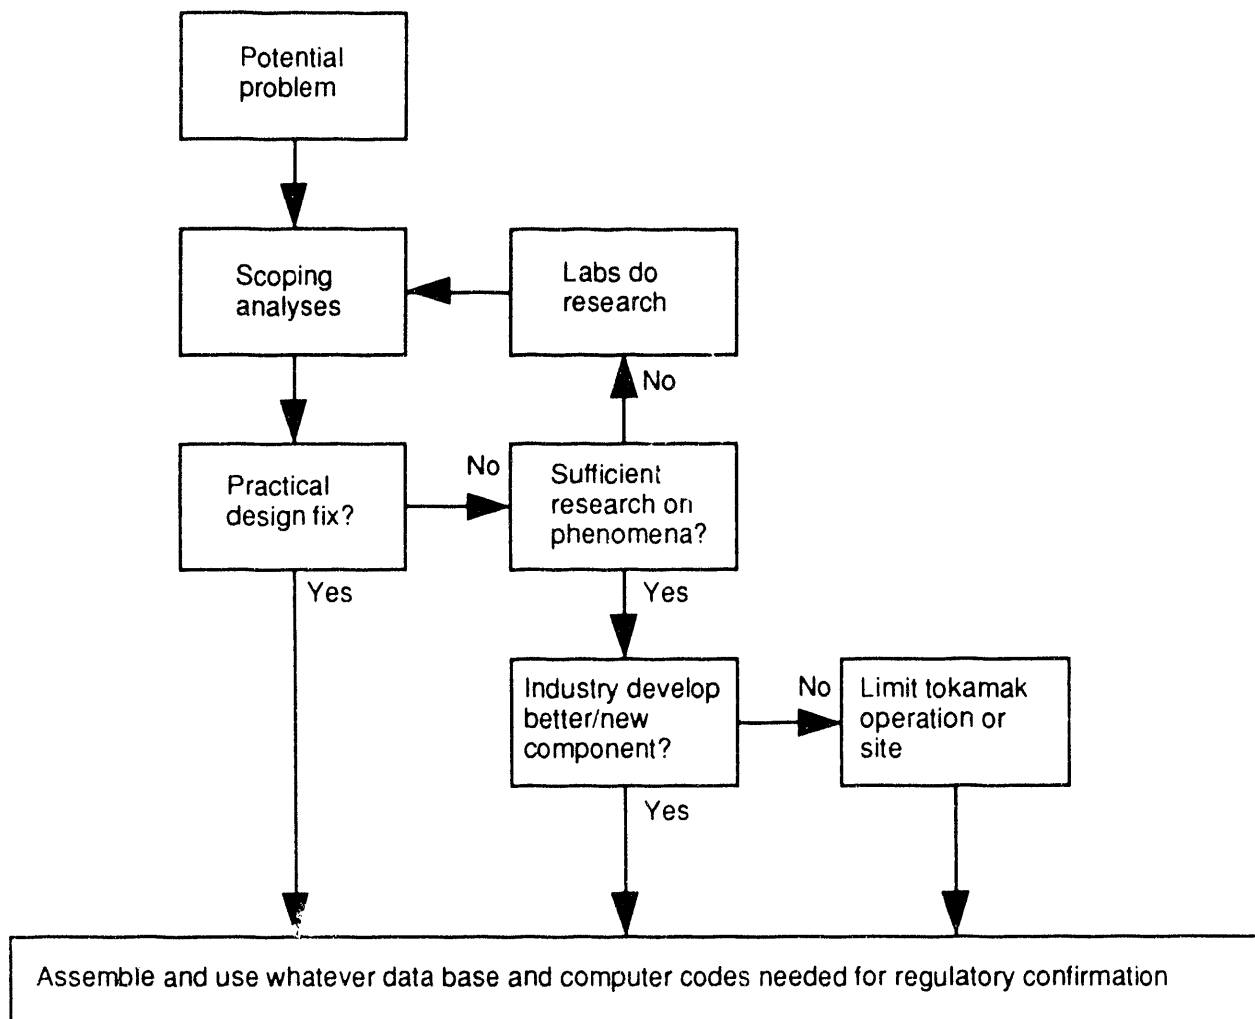 Potential
problem
Scoping
analyses
Labs do
research
No
Practical
design fix?
No
Sufficient
research on
phenomena?
Yes
Yes
Industry develop
better/new
component?
No
Limit tokamak
operation or
site
Yes
Assemble and use whatever data base and computer codes needed for regulatory confirmation